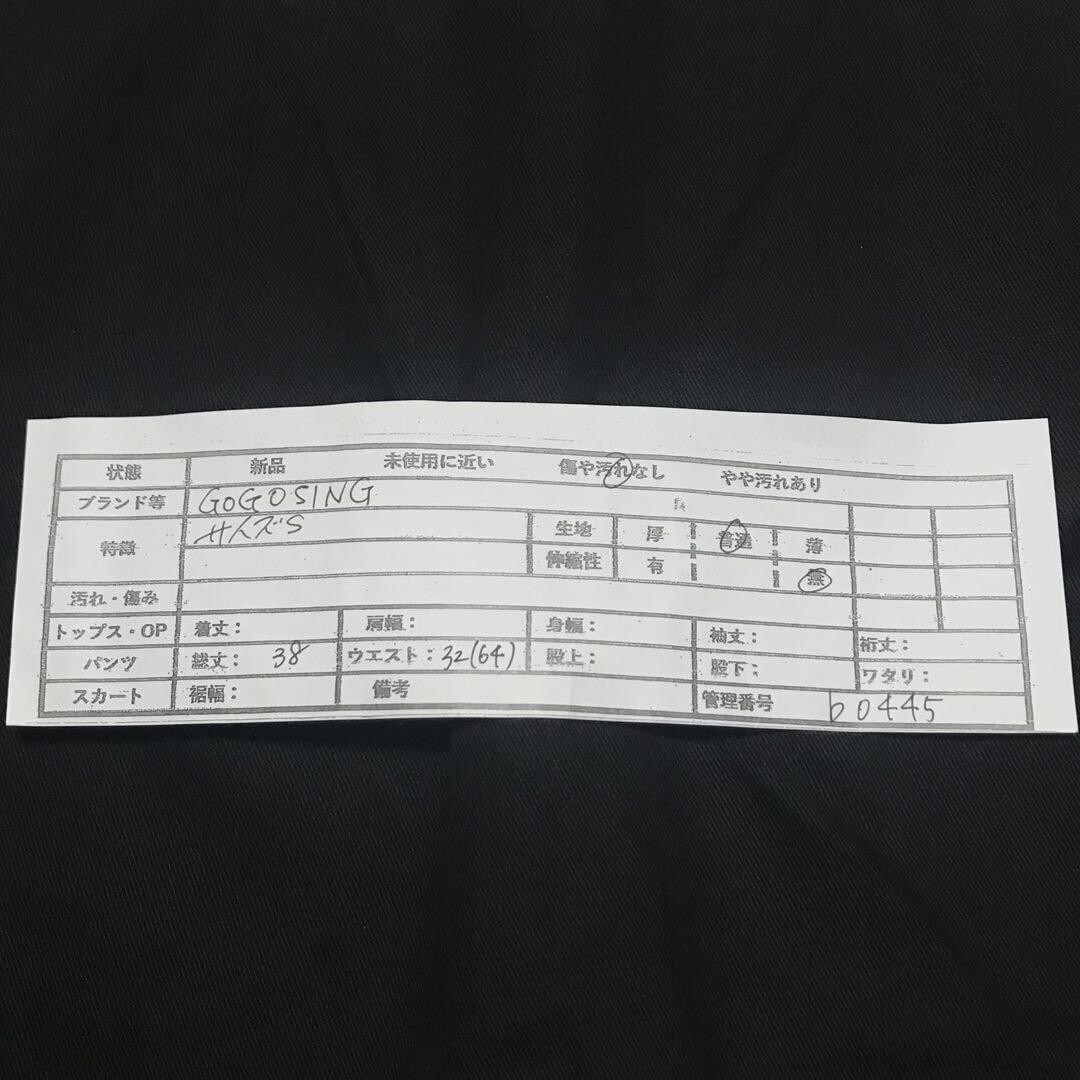 状態 新品 未使用に近い 傷や汚れなし やや汚れあり
ブランド等 GOGOSING
特徴 サイズS 生地 厚 普通 薄
伸縮性 有 無
汚れ・傷み
トップス・OP 着丈: 肩幅: 身幅: 袖丈: 裄丈:
パンツ 総丈: 38 ウエスト: 32(64) 股上: 股下: ワタリ:
スカート 裾幅: 備考 管理番号 b0445